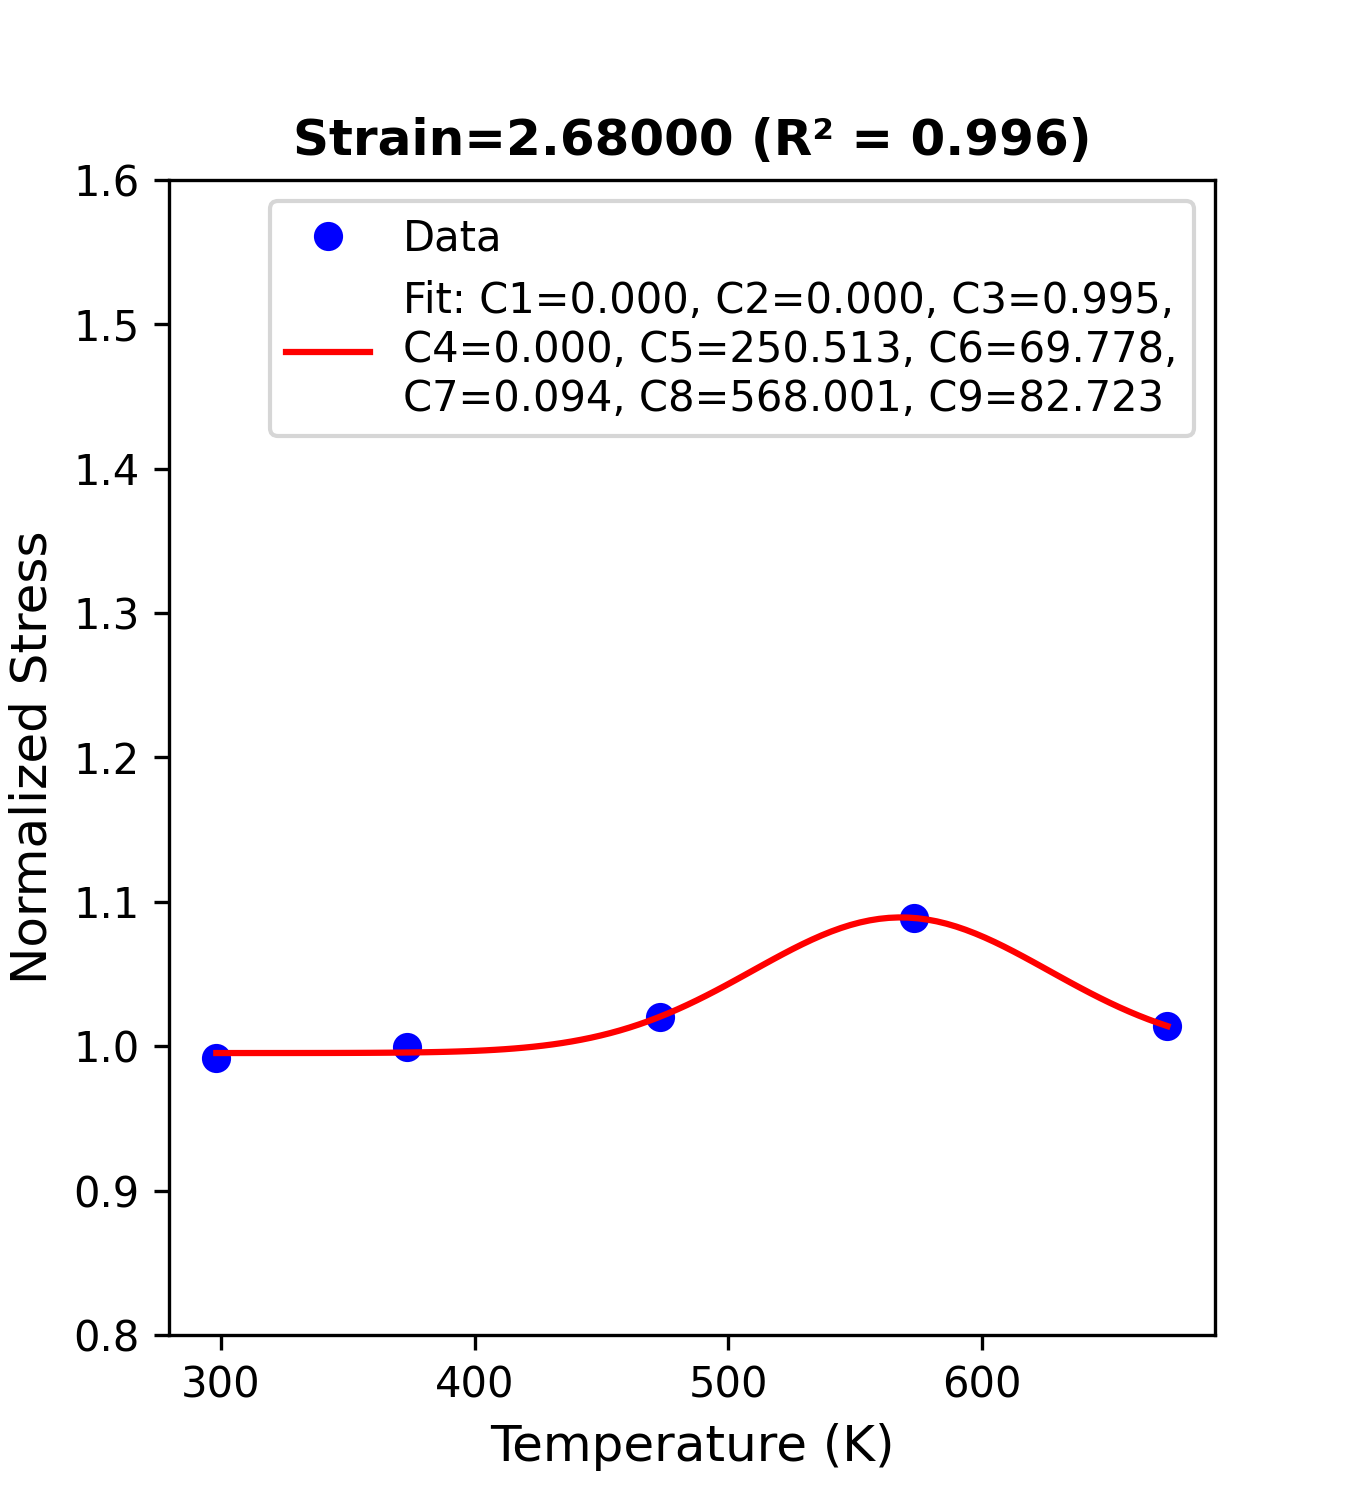 Strain=2.68000 (R² = 0.996)
1.6
1.5
1.4
1.3
1.2
1.1
1.0
0.9
0.8
Normalized Stress
Data
Fit: C1=0.000, C2=0.000, C3=0.995,
C4=0.000, C5=250.513, C6=69.778,
C7=0.094, C8=568.001, C9=82.723
300 400 500 600
Temperature (K)